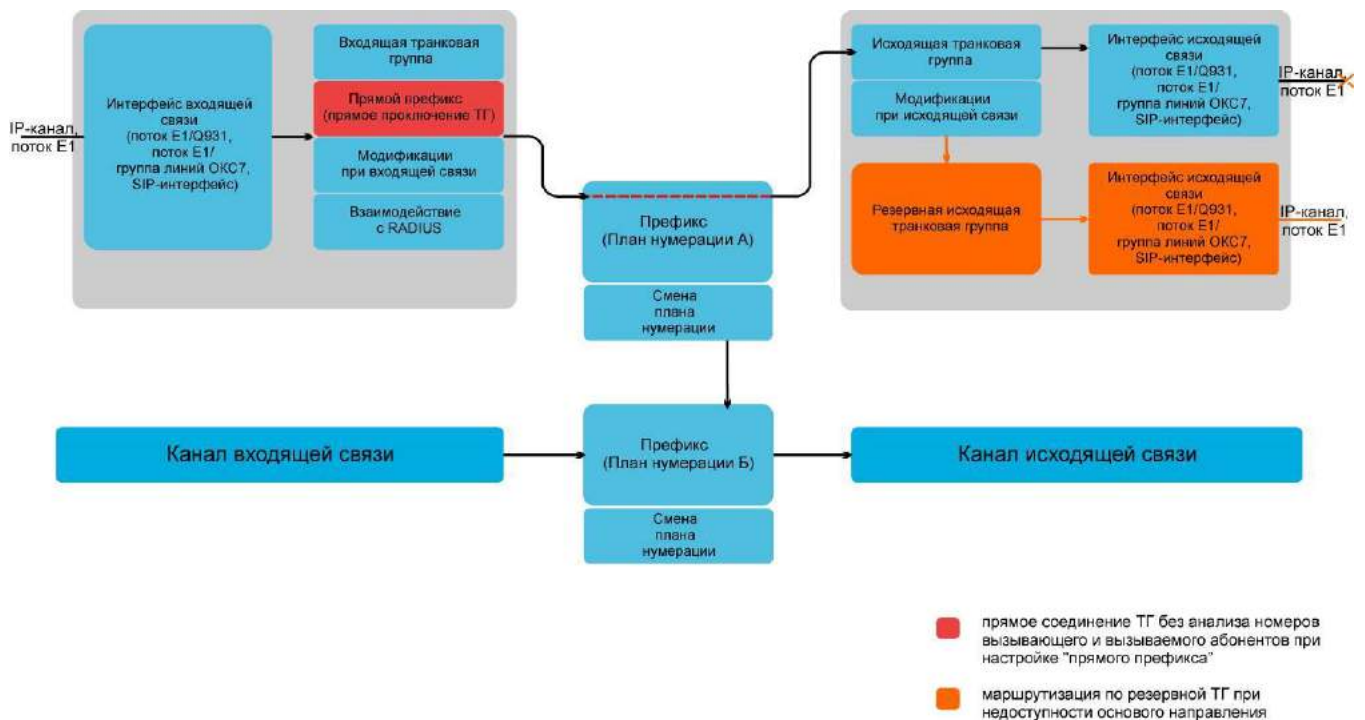 IP-канал,
поток Е1
Интерфейс входящей
связи
(поток Е1/Q931,
поток Е1/
группа линий ОКС7,
SIP-интерфейс)
Входящая транковая
группа
Прямой префикс
(прямое проключение ТГ)
Модификации
при входящей связи
Взаимодействие
с RADIUS
Префикс
(План нумерации А)
Смена
плана
нумерации
Исходящая транковая
группа
Модификации
при исходящей связи
Интерфейс исходящей
связи
(поток Е1/Q931,
поток Е1/
группа линий ОКС7,
SIP-интерфейс)
IP-канал,
поток Е1
Резервная исходящая
транковая группа
Интерфейс исходящей
связи
(поток Е1/Q931,
поток Е1/
группа линий ОКС7,
SIP-интерфейс)
IP-канал,
поток Е1
Канал входящей связи
Префикс
(План нумерации Б)
Смена
плана
нумерации
Канал исходящей связи
прямое соединение ТГ без анализа номеров
вызывающего и вызываемого абонентов при
настройке "прямого префикса"
маршрутизация по резервной ТГ при
недоступности основого направления